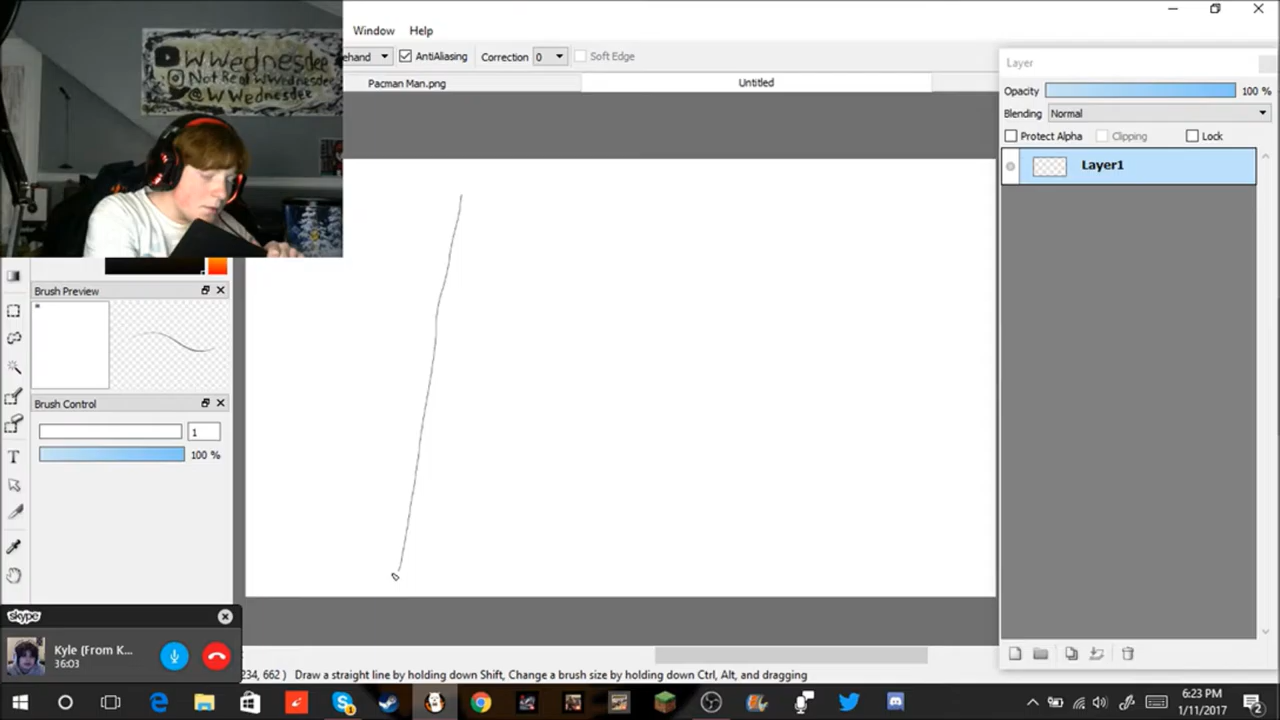 WWednesdee
Not Real WWednesdee
@WWednesdee
Window Help
ehand AntiAliasing Correction 0 Soft Edge
Pacman Man.png Untitled
Layer
Opacity 100 %
Blending Normal
Protect Alpha Clipping Lock
Layer1
Brush Preview
Brush Control
1
100 %
T
skype
Kyle (From K...
36:03
234, 662 ) Draw a straight line by holding down Shift, Change a brush size by holding down Ctrl, Alt, and dragging
6:23 PM
1/11/2017
2